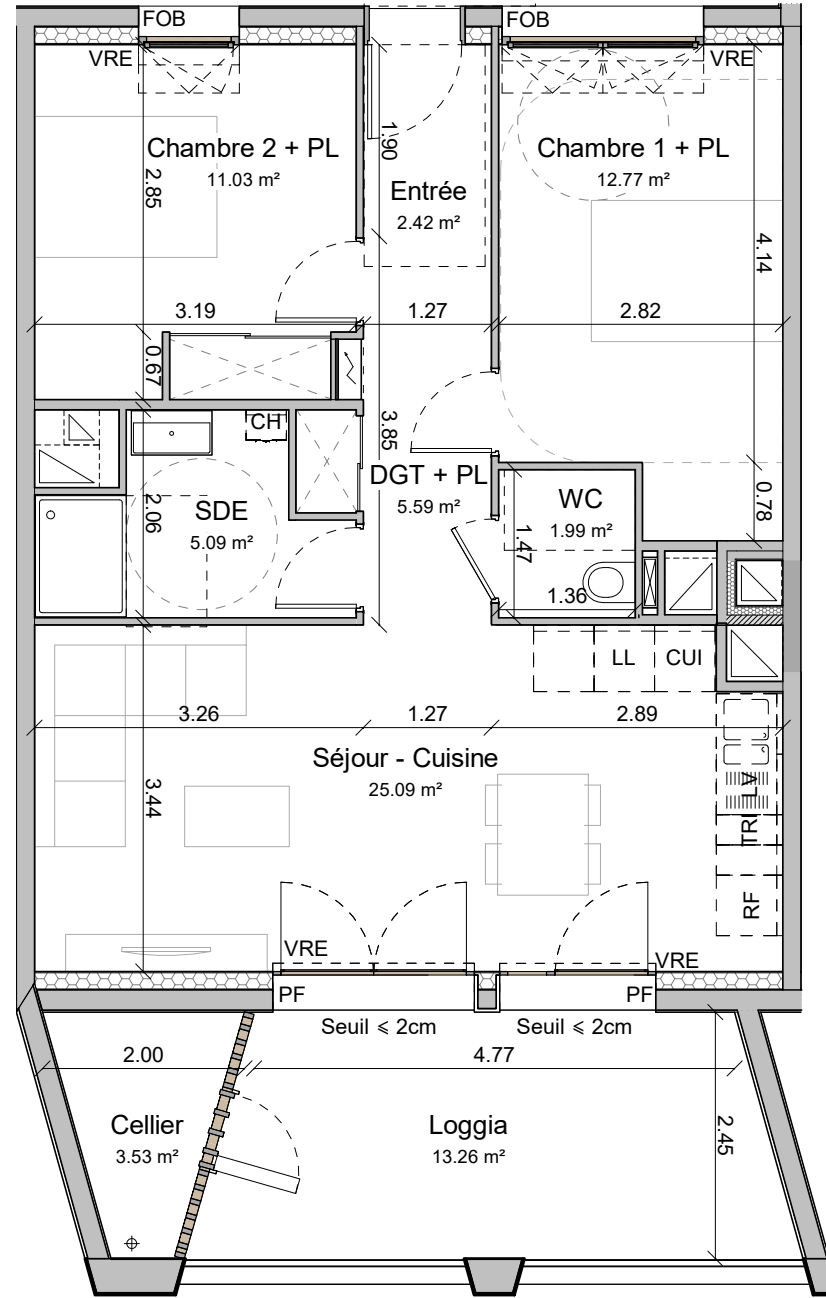 FOB
FOB
VRE
VRE
Chambre 2 + PL
11.03 m²
Chambre 1 + PL
12.77 m²
1.90
2.85
Entrée
2.42 m²
4.14
3.19
1.27
2.82
0.67
CH
3.85
DGT + PL
5.59 m²
0.78
SDE
5.09 m²
2.06
WC
1.99 m²
1.47
1.36
LL
CUI
3.26
1.27
2.89
Séjour - Cuisine
25.09 m²
3.44
LV
TRI
RF
VRE
VRE
PF
PF
Seuil ⩽ 2cm
Seuil ⩽ 2cm
2.00
4.77
Cellier
3.53 m²
Loggia
13.26 m²
2.45